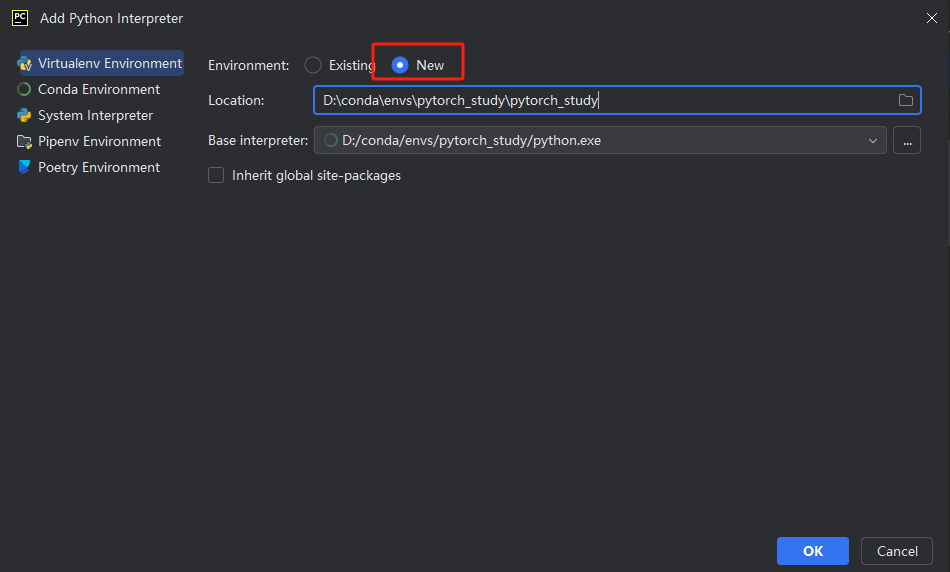 PC Add Python Interpreter
Virtualenv Environment
Conda Environment
System Interpreter
Pipenv Environment
Poetry Environment
Environment: Existing New
Location: D:\conda\envs\pytorch_study\pytorch_study
Base interpreter: D:/conda/envs/pytorch_study/python.exe ...
Inherit global site-packages
OK Cancel